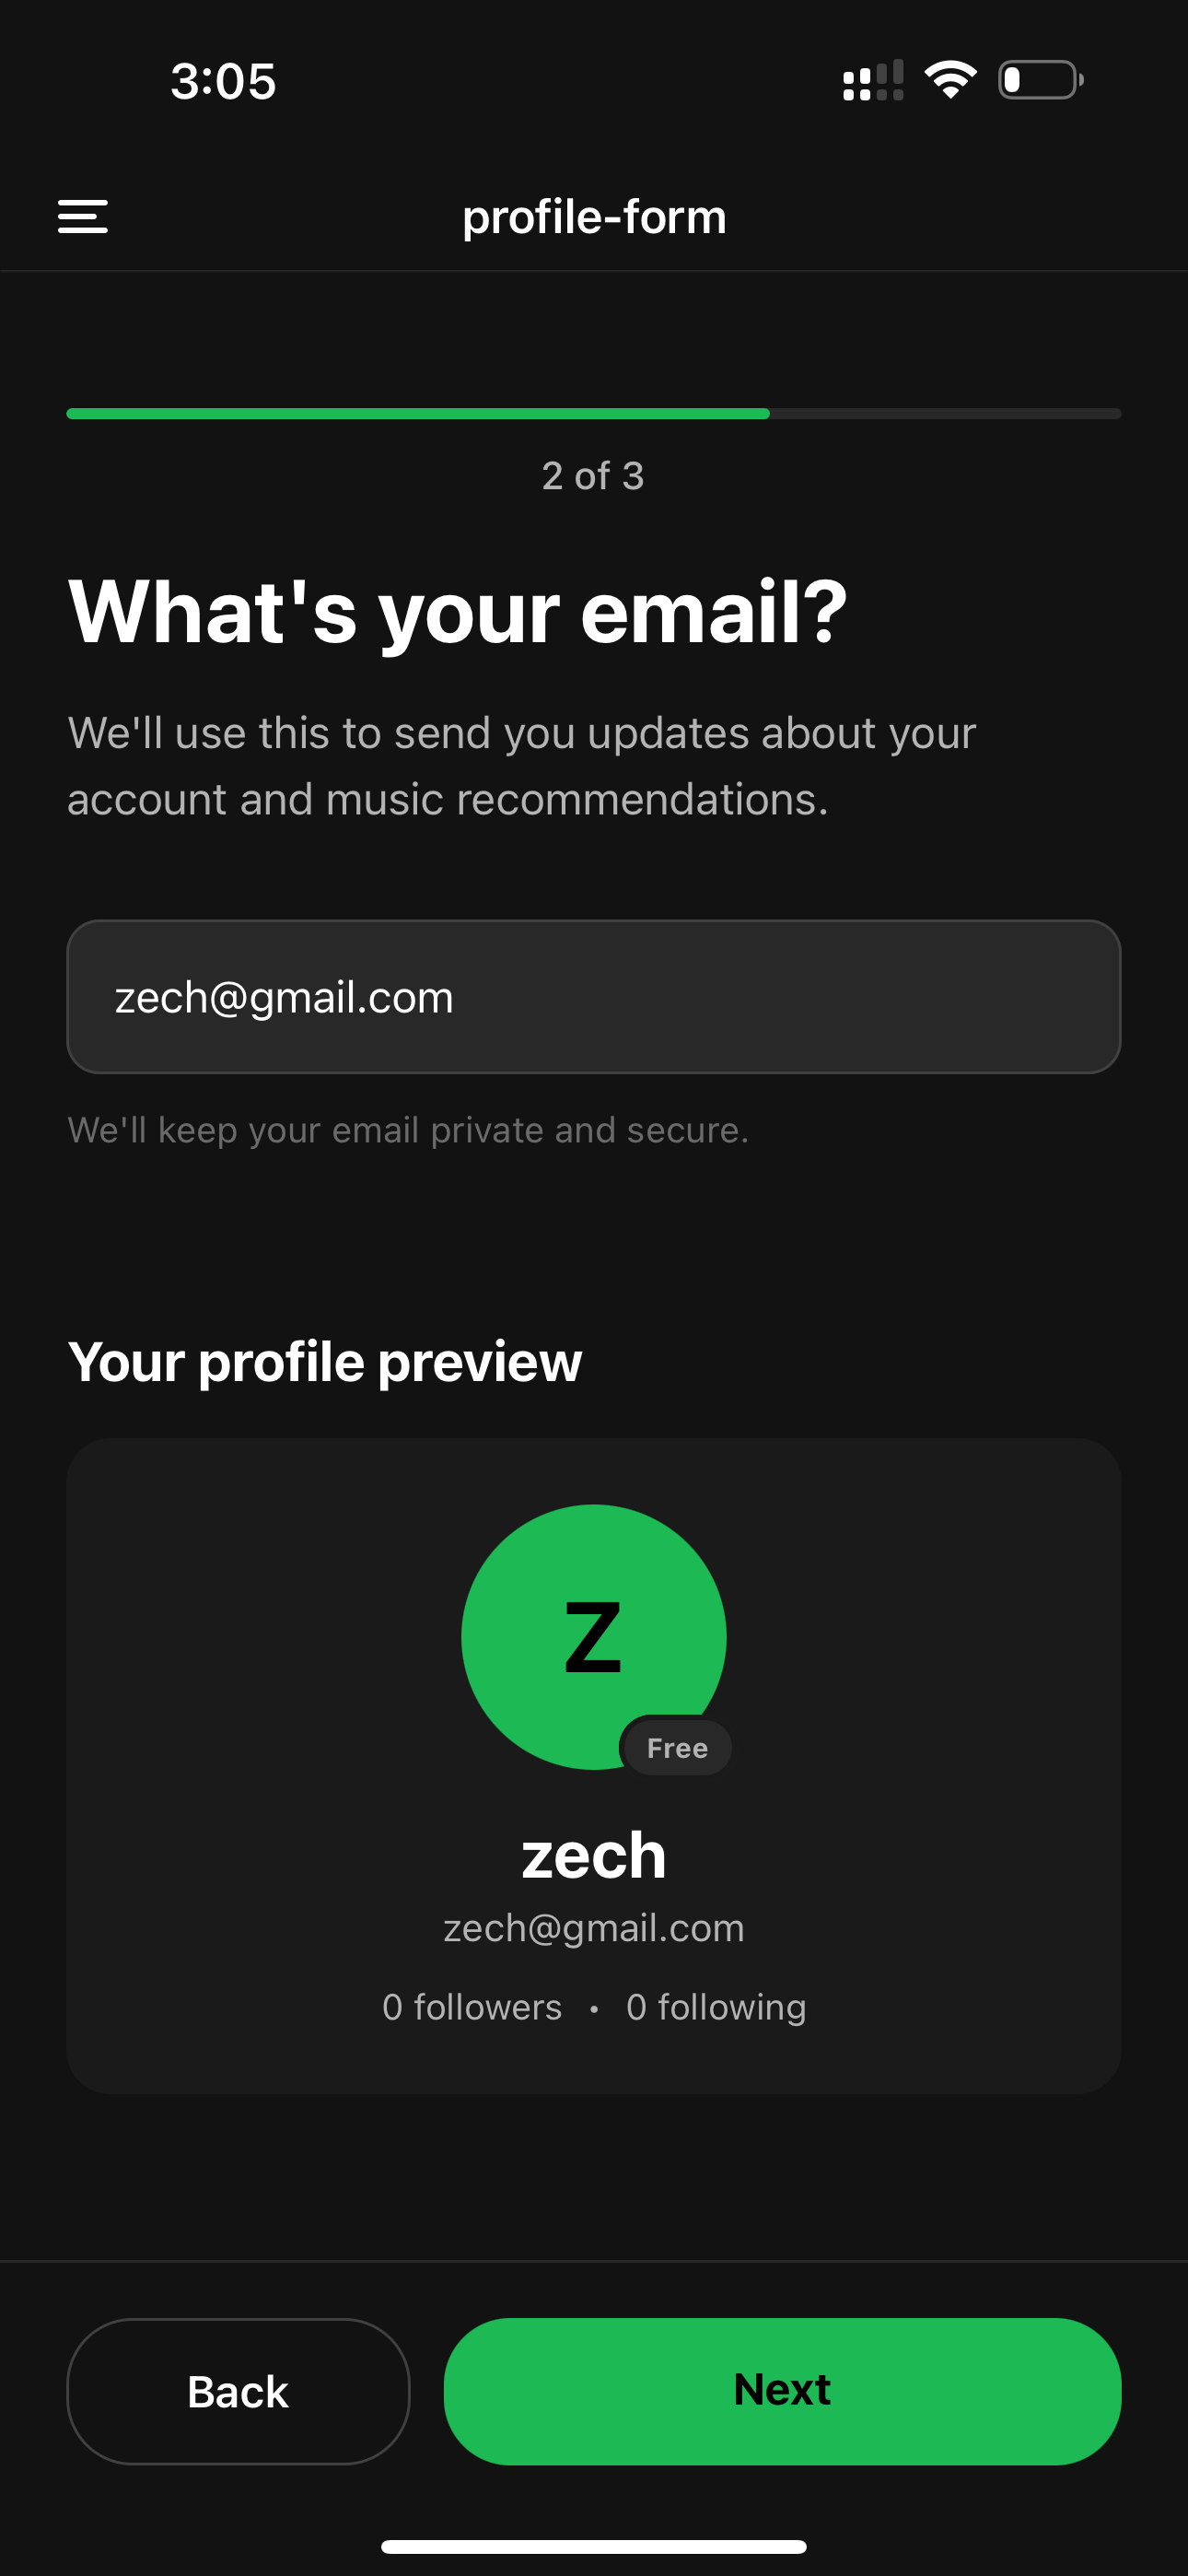 3:05
profile-form
2 of 3
What's your email?
We'll use this to send you updates about your
account and music recommendations.
zech@gmail.com
We'll keep your email private and secure.
Your profile preview
Z
Free
zech
zech@gmail.com
0 followers • 0 following
Back
Next